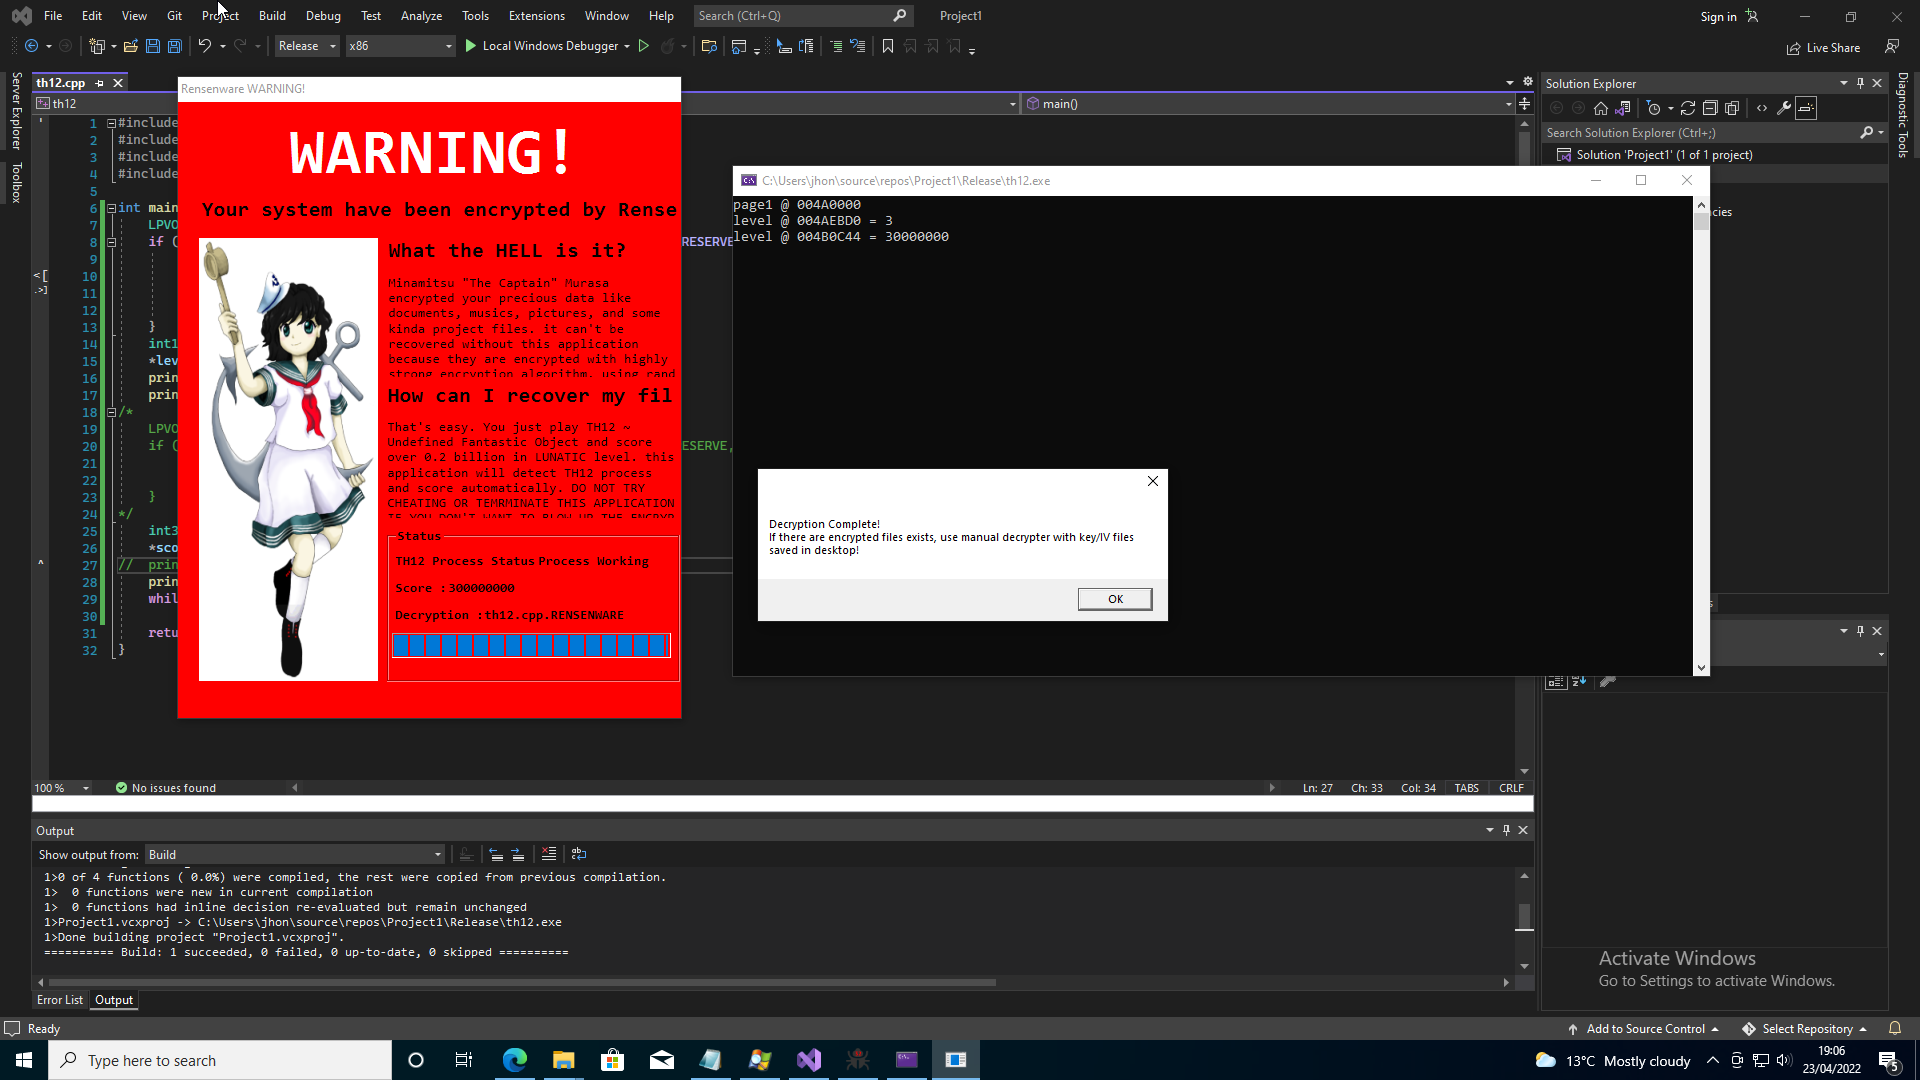 File Edit View Git Project Build Debug Test Analyze Tools Extensions Window Help Search (Ctrl+Q) Project1 Sign in
Release x86 Local Windows Debugger Live Share
Server Explorer
Toolbox
th12.cpp
th12 main()
1 #include
2 #include
3 #include
4 #include
5
6 int main
7 LPVO
8 if ( RESERVE
9
10
11
12
13 }
14 int1
15 *lev
16 prin
17 prin
18 /*
19 LPVO
20 if ( ESERVE,
21
22
23 }
24 */
25 int3
26 *sco
27 // prin
28 prin
29 whil
30
31 retu
32 }
Rensenware WARNING!
WARNING!
Your system have been encrypted by Rense
What the HELL is it?
Minamitsu "The Captain" Murasa
encrypted your precious data like
documents, musics, pictures, and some
kinda project files. it can't be
recovered without this application
because they are encrypted with highly
strong encryption algorithm, using rand
How can I recover my fil
That's easy. You just play TH12 ~
Undefined Fantastic Object and score
over 0.2 billion in LUNATIC level. this
application will detect TH12 process
and score automatically. DO NOT TRY
CHEATING OR TEMRMINATE THIS APPLICATION
IF YOU DON'T WANT TO BLOW UP THE ENCRYP
Status
TH12 Process Status Process Working
Score : 300000000
Decryption : th12.cpp.RENSENWARE
C:\Users\jhon\source\repos\Project1\Release\th12.exe
page1 @ 004A0000
level @ 004AEBD0 = 3
level @ 004B0C44 = 30000000
Decryption Complete!
If there are encrypted files exists, use manual decrypter with key/IV files
saved in desktop!
OK
Solution Explorer
Search Solution Explorer (Ctrl+;)
Solution 'Project1' (1 of 1 project)
cies
Diagnostic Tools
100 % No issues found Ln: 27 Ch: 33 Col: 34 TABS CRLF
Output
Show output from: Build
1>0 of 4 functions ( 0.0%) were compiled, the rest were copied from previous compilation.
1> 0 functions were new in current compilation
1> 0 functions had inline decision re-evaluated but remain unchanged
1>Project1.vcxproj -> C:\Users\jhon\source\repos\Project1\Release\th12.exe
1>Done building project "Project1.vcxproj".
========== Build: 1 succeeded, 0 failed, 0 up-to-date, 0 skipped ==========
Error List Output
Activate Windows
Go to Settings to activate Windows.
Ready Add to Source Control Select Repository
Type here to search 13°C Mostly cloudy 19:06
23/04/2022
5